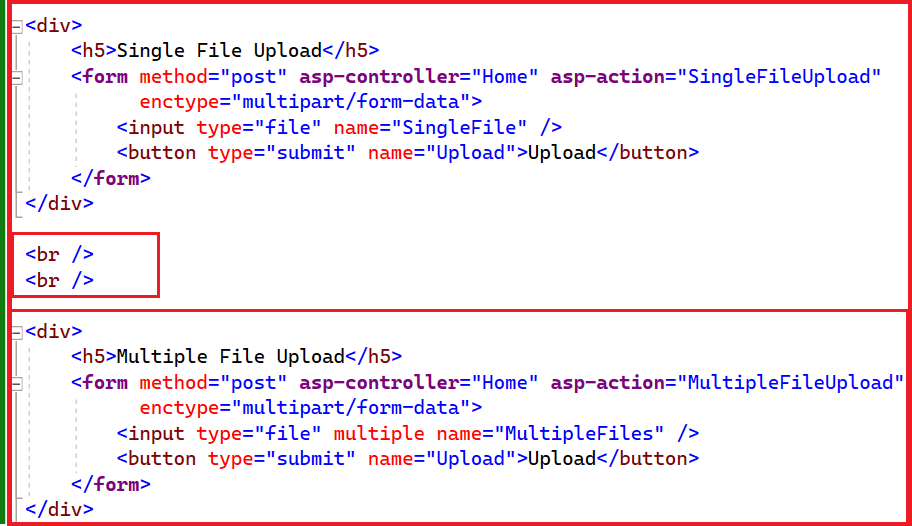 <div>
<h5>Single File Upload</h5>
<form method="post" asp-controller="Home" asp-action="SingleFileUpload"
enctype="multipart/form-data">
<input type="file" name="SingleFile" />
<button type="submit" name="Upload">Upload</button>
</form>
</div>
<br />
<br />
<div>
<h5>Multiple File Upload</h5>
<form method="post" asp-controller="Home" asp-action="MultipleFileUpload"
enctype="multipart/form-data">
<input type="file" multiple name="MultipleFiles" />
<button type="submit" name="Upload">Upload</button>
</form>
</div>